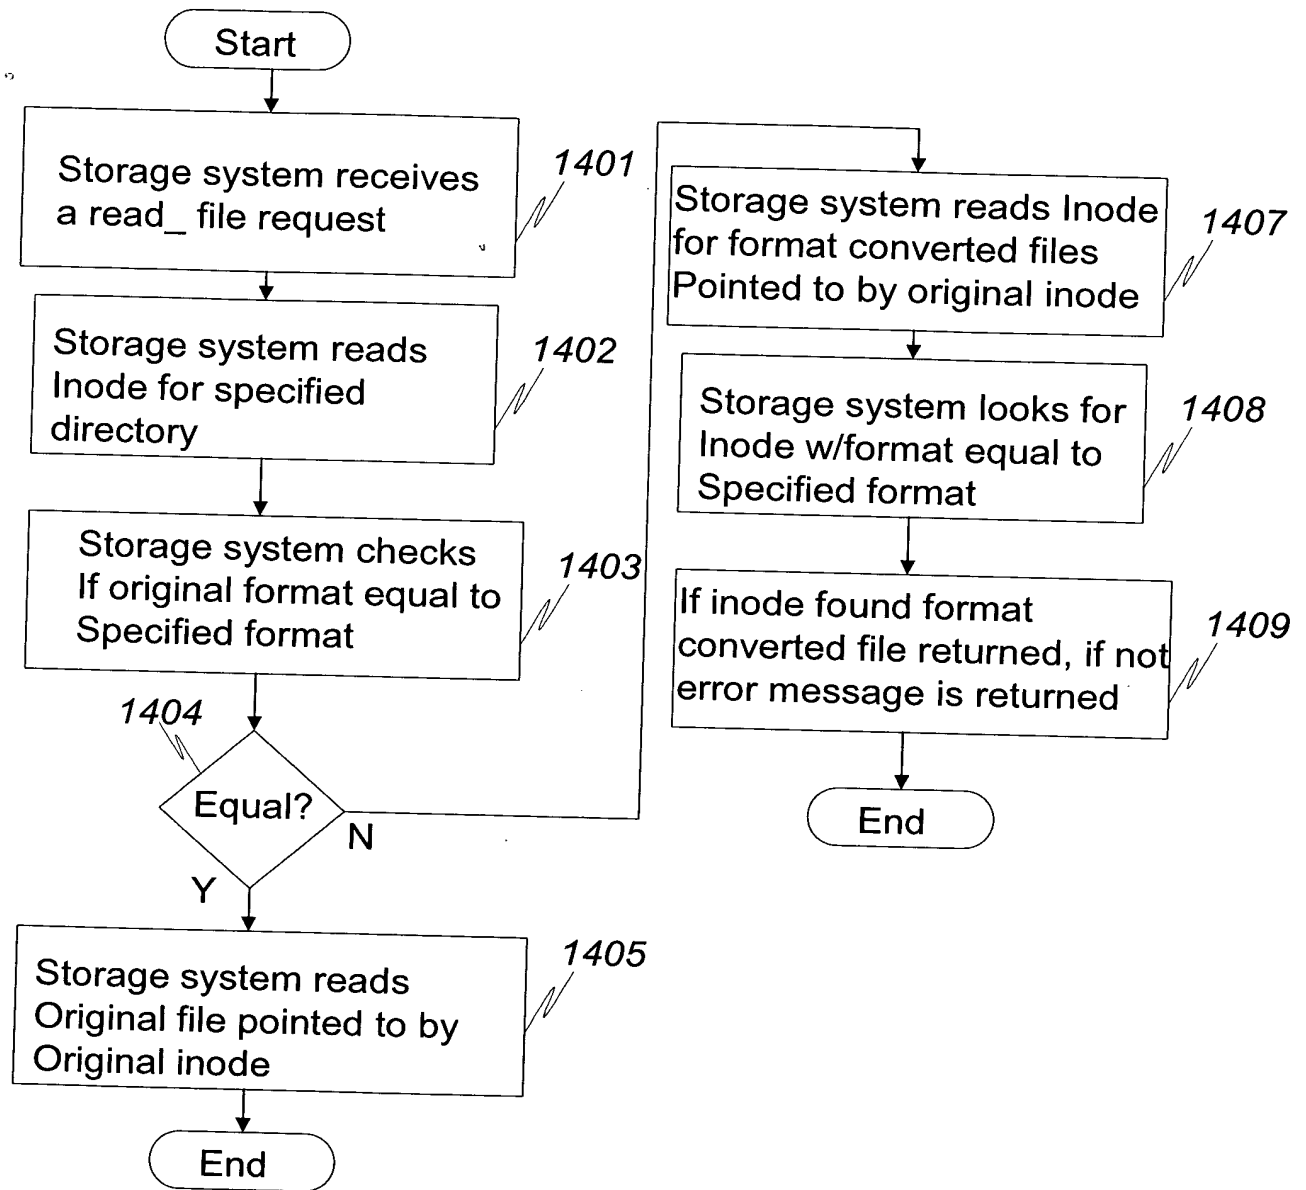 Start
Storage system receives
a read_ file request
1401
Storage system reads
Inode for specified
directory
1402
Storage system checks
If original format equal to
Specified format
1403
1404
Equal?
N
Y
Storage system reads
Original file pointed to by
Original inode
1405
End
Storage system reads Inode
for format converted files
Pointed to by original inode
1407
Storage system looks for
Inode w/format equal to
Specified format
1408
If inode found format
converted file returned, if not
error message is returned
1409
End